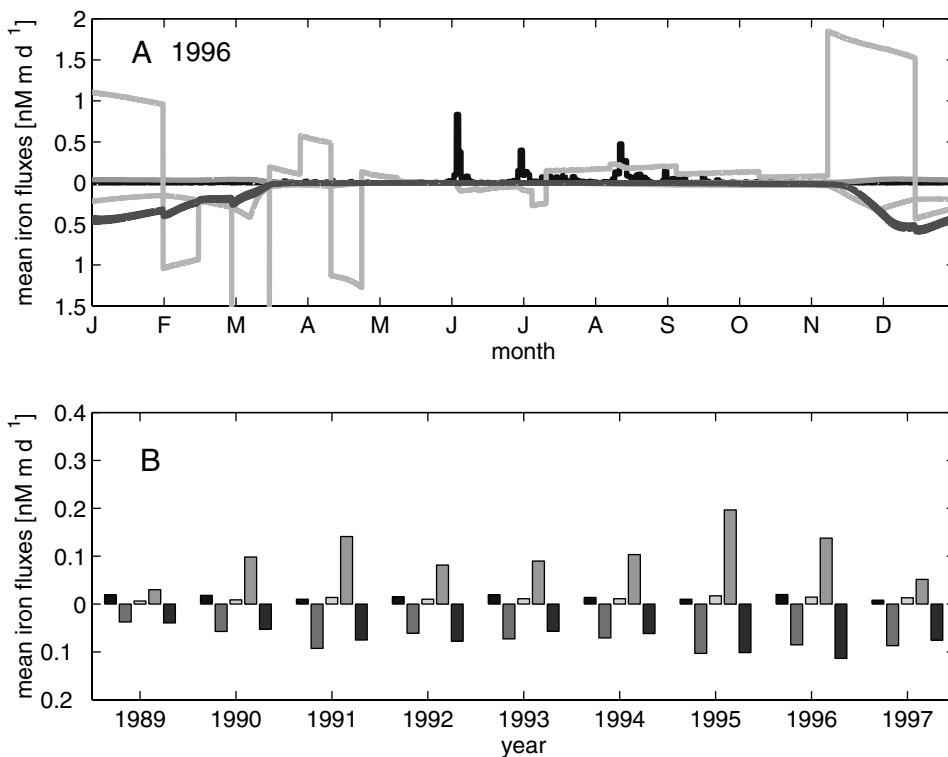 A 1996
mean iron fluxes [nM m d⁻¹]
2
1.5
1
0.5
0
0.5
1
1.5
J F M A M J J A S O N D
month
B
mean iron fluxes [nM m d⁻¹]
0.4
0.3
0.2
0.1
0
0.1
0.2
1989 1990 1991 1992 1993 1994 1995 1996 1997
year